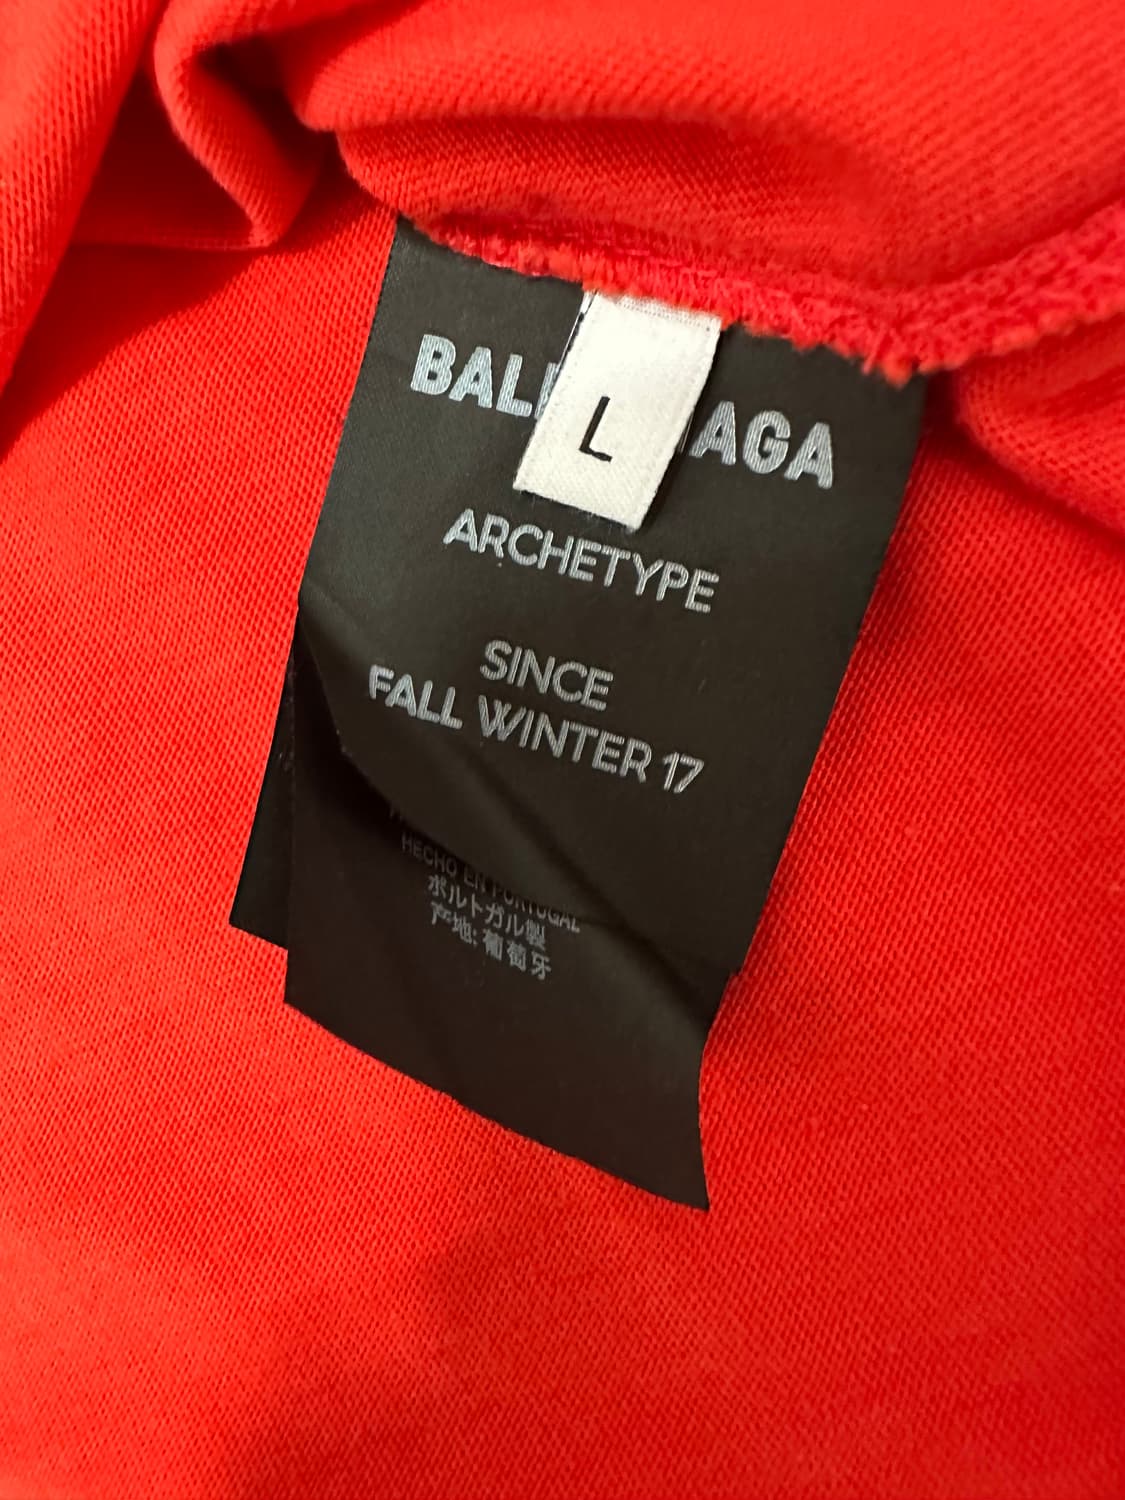 BAL AGA
L
ARCHETYPE
SINCE
FALL WINTER 17
HECHO EN PORTUGAL
ポルトガル製
产地: 葡萄牙